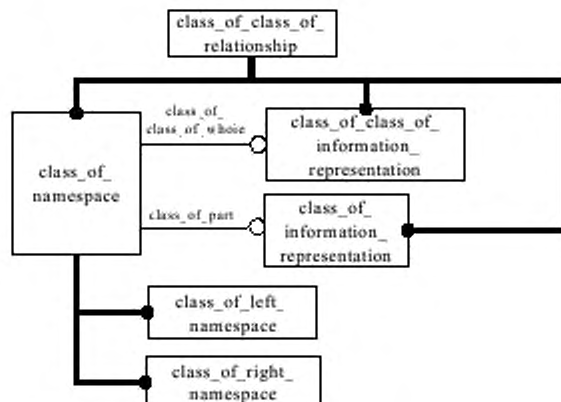 class_of_class_of_
relationship
class_of_
class_of_whole
class_of_class_of_
information_
representation
class_of_
namespace
class_of_part
class_of_
information_
representation
class_of_left_
namespace
class_of_right_
namespace